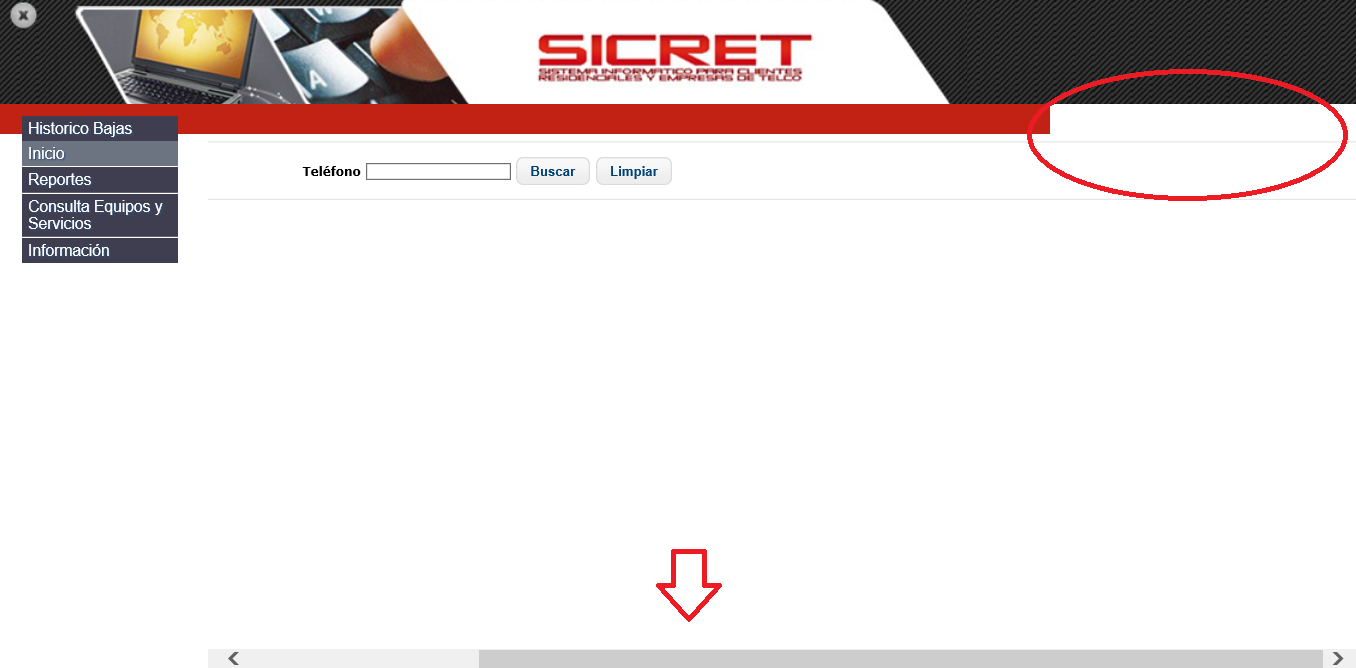 SICRET
SISTEMA INFORMATICO PARA CLIENTES
RESIDENCIALES Y EMPRESAS DE TELCO
Historico Bajas
Inicio
Reportes
Consulta Equipos y
Servicios
Información
Teléfono
Buscar
Limpiar